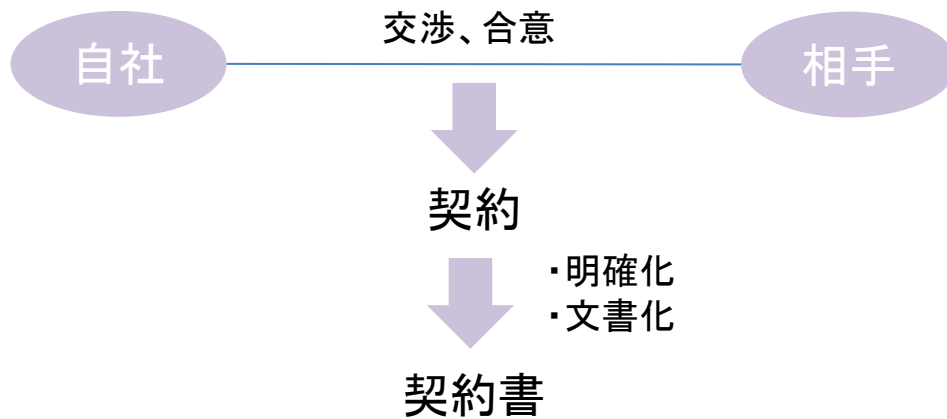 交渉、合意
自社
相手
契約
・明確化
・文書化
契約書